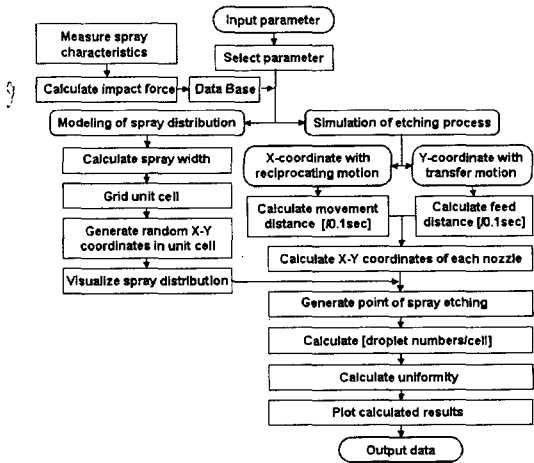 Input parameter
Measure spray
characteristics
Select parameter
Calculate impact force
Data Base
Modeling of spray distribution
Simulation of etching process
Calculate spray width
X-coordinate with
reciprocating motion
Y-coordinate with
transfer motion
Grid unit cell
Calculate movement
distance [/0.1sec]
Calculate feed
distance [/0.1sec]
Generate random X-Y
coordinates in unit cell
Calculate X-Y coordinates of each nozzle
Visualize spray distribution
Generate point of spray etching
Calculate [droplet numbers/cell]
Calculate uniformity
Plot calculated results
Output data